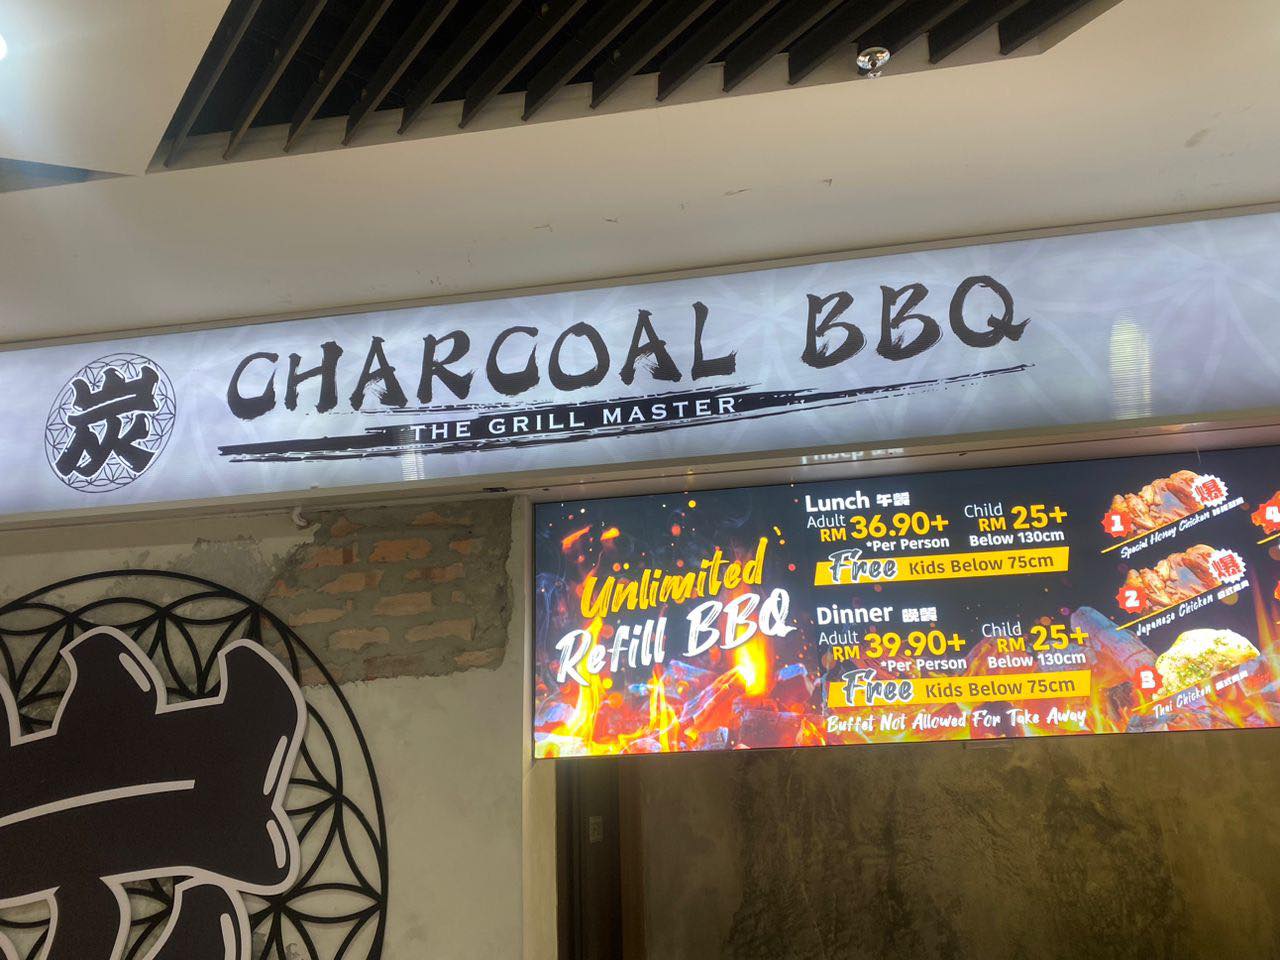 炭
CHARCOAL BBQ
THE GRILL MASTER
Unlimited
Refill BBQ
Lunch 午餐
Adult RM 36.90+ Child RM 25+
*Per Person Below 130cm
Free Kids Below 75cm
Dinner 晚餐
Adult RM 39.90+ Child RM 25+
*Per Person Below 130cm
Free Kids Below 75cm
Buffet Not Allowed For Take Away
1 爆
Special Honey Chicken
2 爆
Japanese Chicken
3
Thai Chicken
4